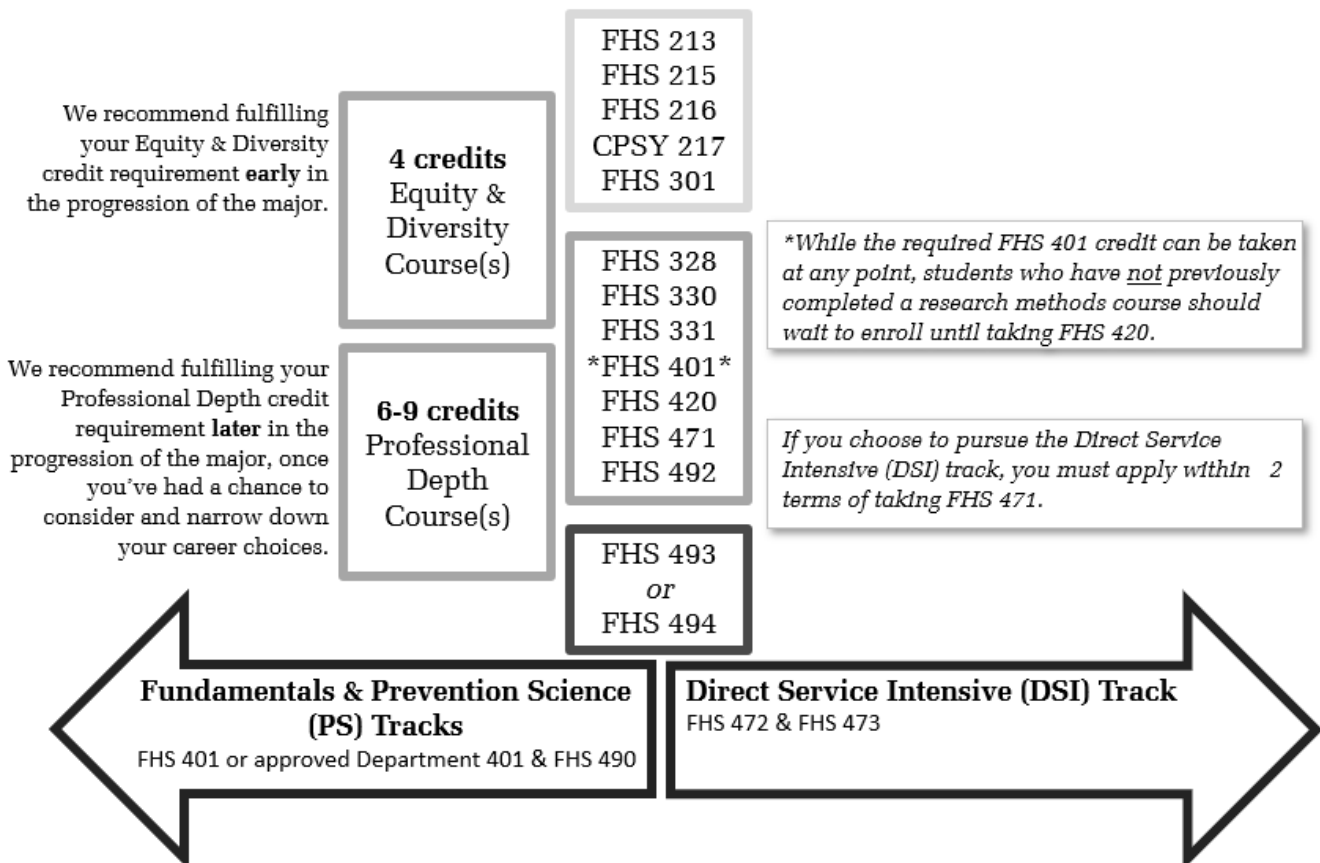 We recommend fulfilling
your Equity & Diversity
credit requirement early in
the progression of the major.
4 credits
Equity &
Diversity
Course(s)
FHS 213
FHS 215
FHS 216
CPSY 217
FHS 301
We recommend fulfilling your
Professional Depth credit
requirement later in the
progression of the major, once
you've had a chance to
consider and narrow down
your career choices.
6-9 credits
Professional
Depth
Course(s)
FHS 328
FHS 330
FHS 331
*FHS 401*
FHS 420
FHS 471
FHS 492
*While the required FHS 401 credit can be taken
at any point, students who have not previously
completed a research methods course should
wait to enroll until taking FHS 420.
If you choose to pursue the Direct Service
Intensive (DSI) track, you must apply within 2
terms of taking FHS 471.
FHS 493
or
FHS 494
Fundamentals & Prevention Science
(PS) Tracks
FHS 401 or approved Department 401 & FHS 490
Direct Service Intensive (DSI) Track
FHS 472 & FHS 473